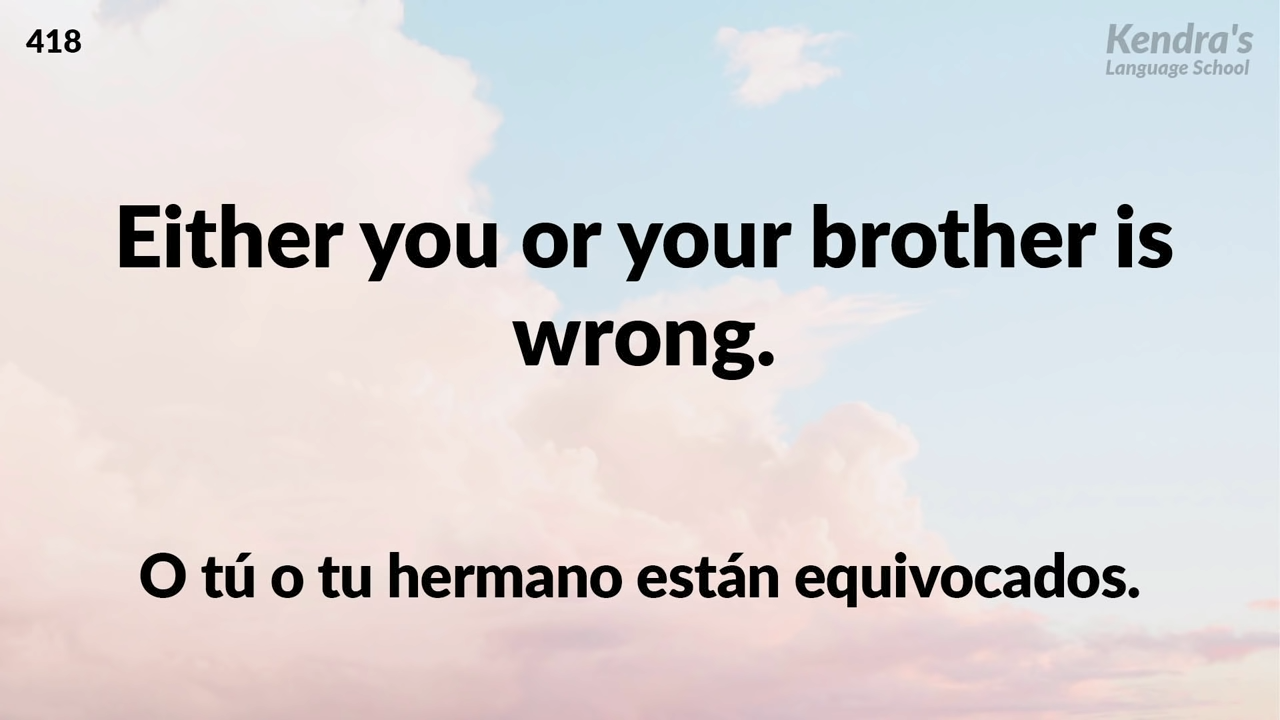 418
Kendra's
Language School
Either you or your brother is
wrong.
O tú o tu hermano están equivocados.